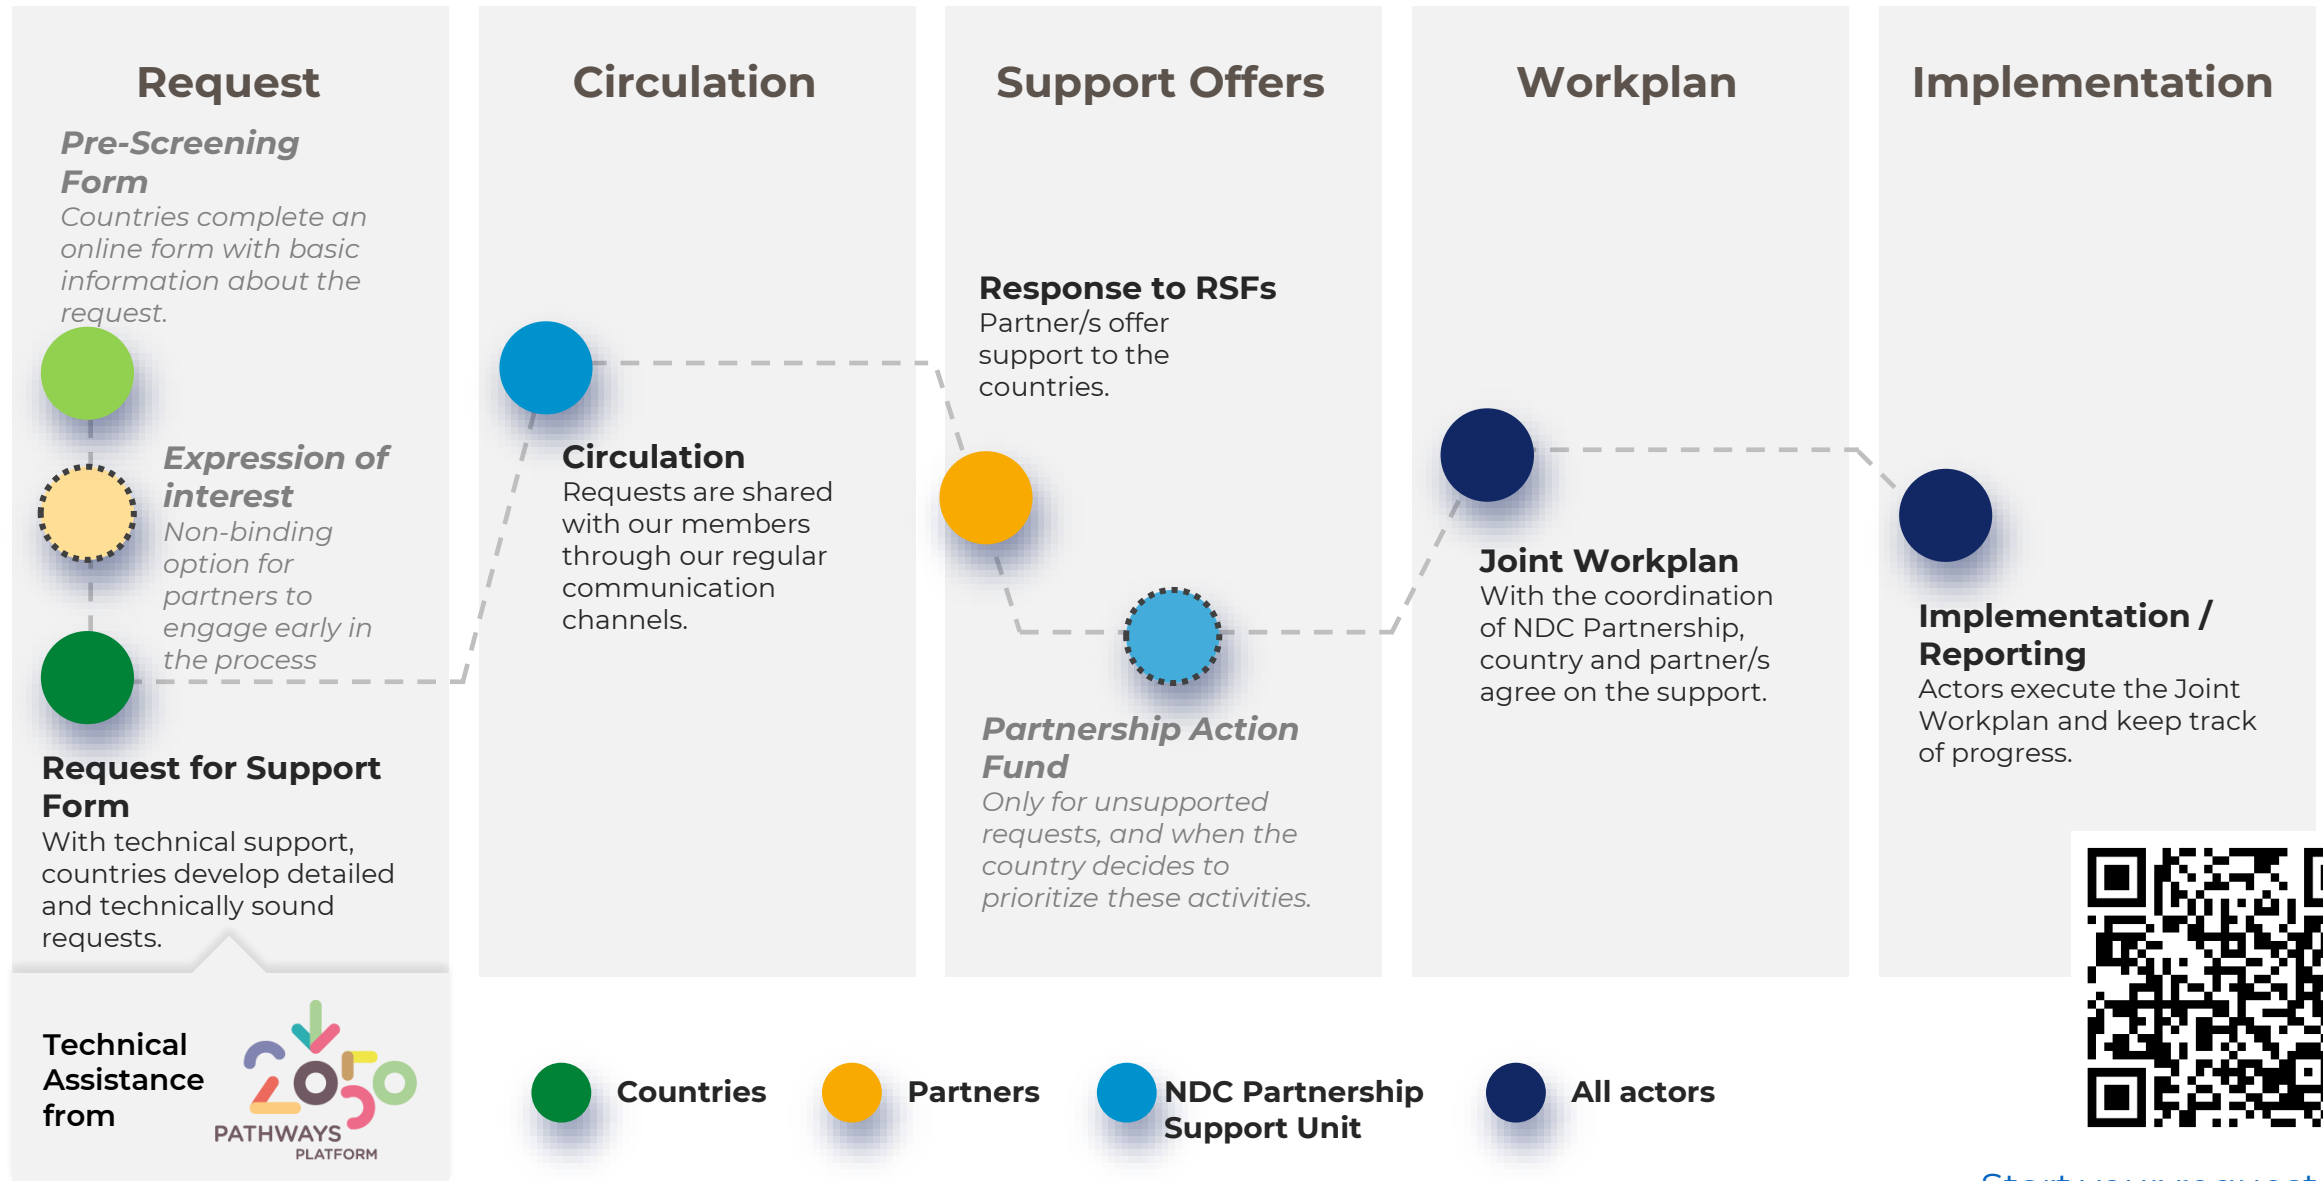 Request
Pre-Screening
Form
Countries complete an
online form with basic
information about the
request.
Expression of
interest
Non-binding
option for
partners to
engage early in
the process
Request for Support
Form
With technical support,
countries develop detailed
and technically sound
requests.
Technical
Assistance
from
2050
PATHWAYS
PLATFORM
Circulation
Circulation
Requests are shared
with our members
through our regular
communication
channels.
Support Offers
Response to RSFs
Partner/s offer
support to the
countries.
Partnership Action
Fund
Only for unsupported
requests, and when the
country decides to
prioritize these activities.
Workplan
Joint Workplan
With the coordination
of NDC Partnership,
country and partner/s
agree on the support.
Implementation
Implementation /
Reporting
Actors execute the Joint
Workplan and keep track
of progress.
Countries
Partners
NDC Partnership
Support Unit
All actors
Start your request